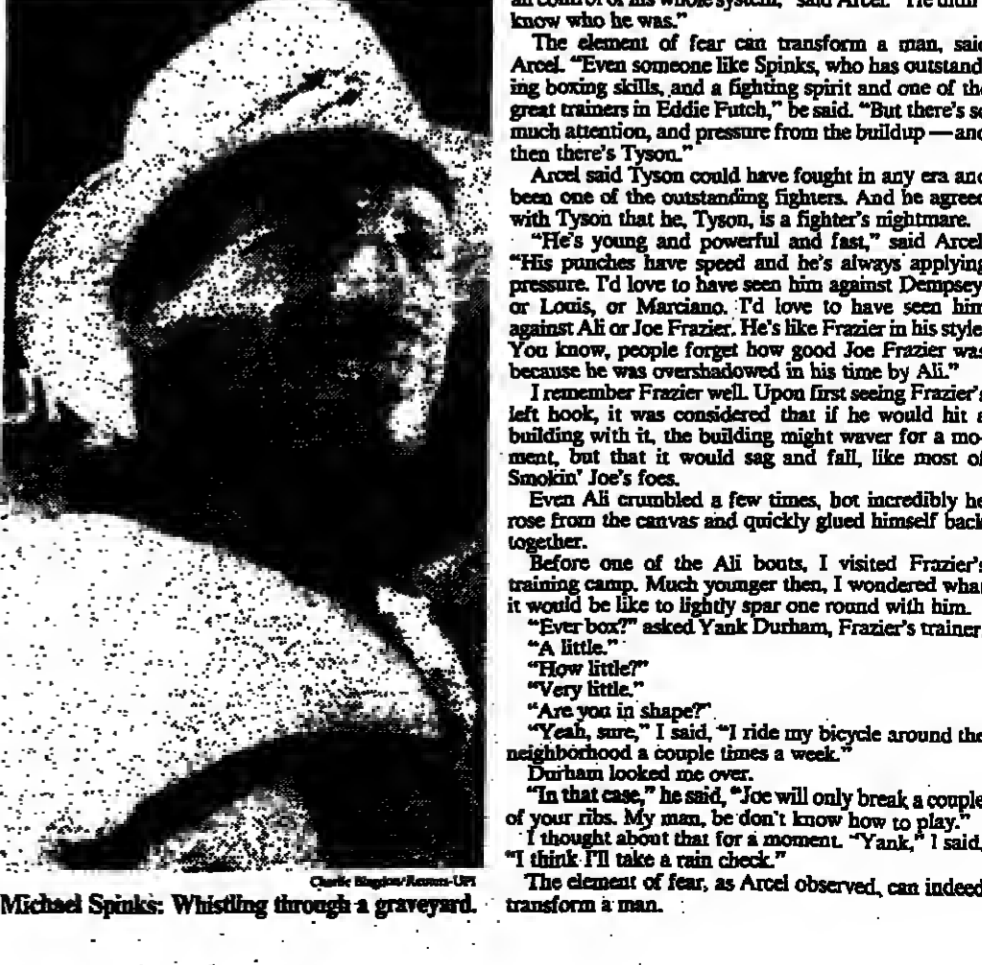 know who he was."
The element of fear can transform a man, said
Arcel. "Even someone like Spinks, who has outstand-
ing boxing skills, and a fighting spirit and one of the
great trainers in Eddie Futch," be said. "But there's so
much attention, and pressure from the buildup — and
then there's Tyson."
Arcel said Tyson could have fought in any era and
been one of the outstanding fighters. And he agreed
with Tyson that he, Tyson, is a fighter's nightmare.
"He's young and powerful and fast," said Arcel.
"His punches have speed and he's always applying
pressure. I'd love to have seen him against Dempsey,
or Louis, or Marciano. I'd love to have seen him
against Ali or Joe Frazier. He's like Frazier in his style.
You know, people forget how good Joe Frazier was
because he was overshadowed in his time by Ali."
I remember Frazier well. Upon first seeing Frazier's
left hook, it was considered that if he would hit a
building with it, the building might waver for a mo-
ment, but that it would sag and fall, like most of
Smokin' Joe's foes.
Even Ali crumbled a few times, bot incredibly he
rose from the canvas and quickly glued himself back
together.
Before one of the Ali bouts, I visited Frazier's
training camp. Much younger then, I wondered what
it would be like to lightly spar one round with him.
"Ever box?" asked Yank Durham, Frazier's trainer.
"A little."
"How little?"
"Very little."
"Are you in shape?"
"Yeah, sure," I said, "I ride my bicycle around the
neighborhood a couple times a week."
Durham looked me over.
"In that case," he said, "Joe will only break a couple
of your ribs. My man, be don't know how to play."
I thought about that for a moment. "Yank," I said,
"I think I'll take a rain check."
The element of fear, as Arcel observed, can indeed
transform a man.
Reuters-UPI
Michael Spinks: Whistling through a graveyard.